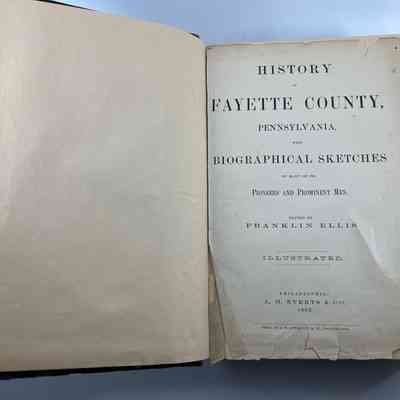 HISTORY
OF
FAYETTE COUNTY,
PENNSYLVANIA,
WITH
BIOGRAPHICAL SKETCHES
OF MANY OF ITS
PIONEERS AND PROMINENT MEN.
EDITED BY
FRANKLIN ELLIS
ILLUSTRATED.
PHILADELPHIA:
L. H. EVERTS & CO.
1882.